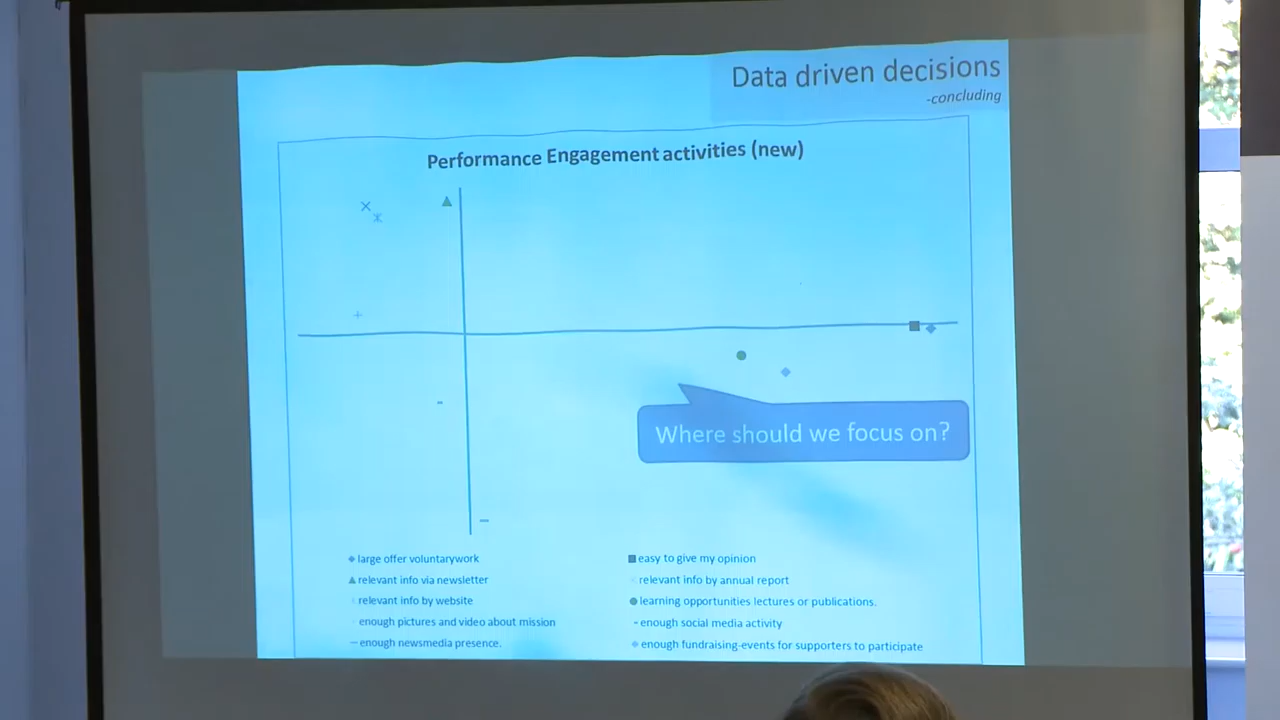 Data driven decisions
-concluding
Performance Engagement activities (new)
Where should we focus on?
large offer voluntarywork
easy to give my opinion
relevant info via newsletter
relevant info by annual report
relevant info by website
learning opportunities lectures or publications.
enough pictures and video about mission
enough social media activity
enough newsmedia presence.
enough fundraising-events for supporters to participate